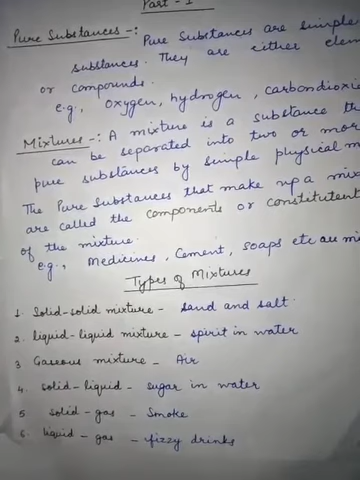 Part - I
Pure Substances -: Pure Substances are simple
substances. They are either
or compounds.
e.g., oxygen, hydrogen,
Mixtures -: A mixture is a substance
can be separated into two or
pure substances by simple physical
The Pure Substances that make up a
are called the components or constitutent
of the mixture.
e.g., Medicines, Cement, soaps etc are
Types of Mixtures
1. Solid-solid mixture - sand and salt.
2. liquid-liquid mixture - spirit in water
3 Gaseous mixture - Air
4. solid-liquid - sugar in water
5 solid-gas - Smoke
6. liquid-gas - fizzy drinks